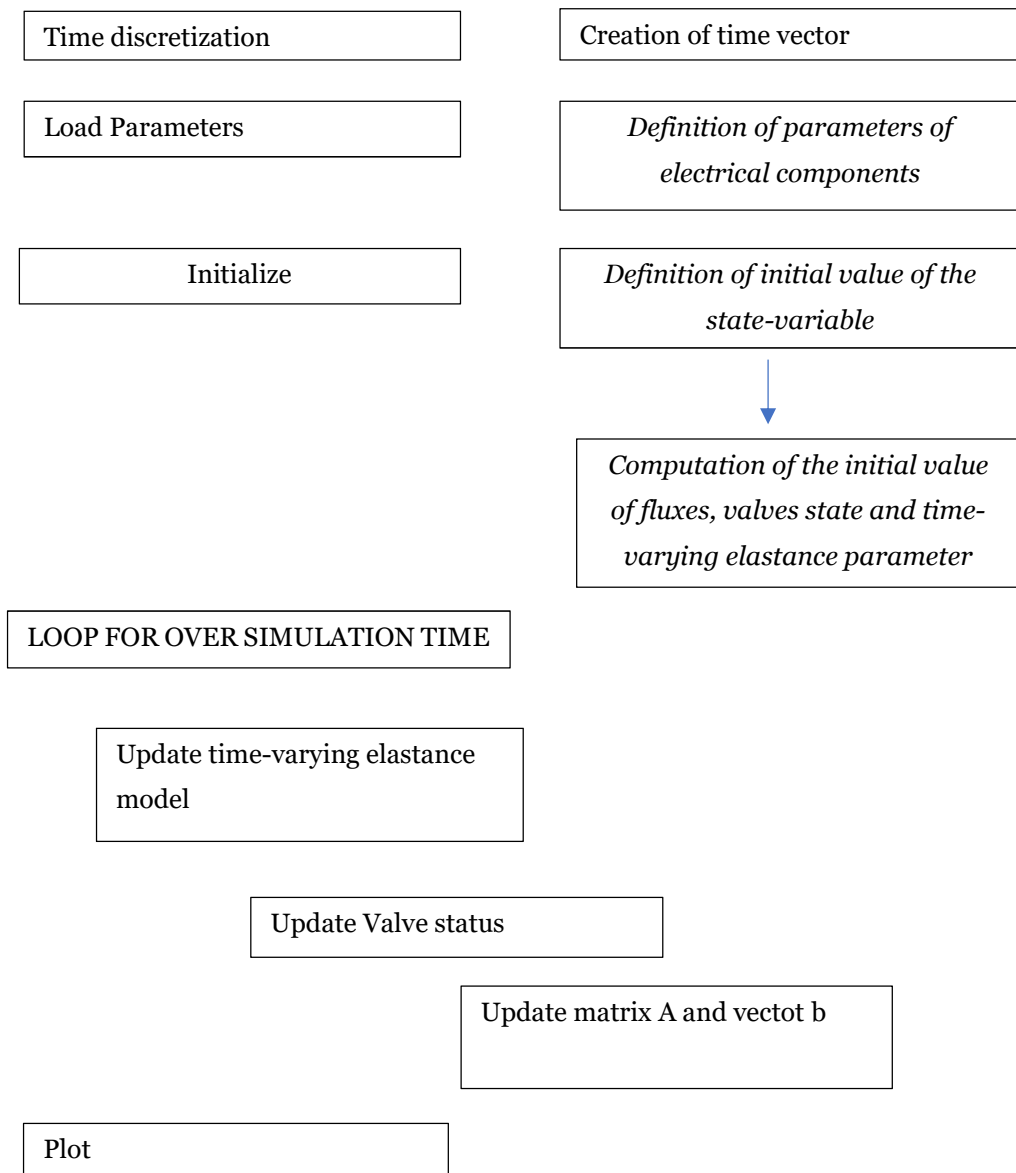 Time discretization
Creation of time vector
Load Parameters
Definition of parameters of
electrical components
Initialize
Definition of initial value of the
state-variable
Computation of the initial value
of fluxes, valves state and time-
varying elastance parameter
LOOP FOR OVER SIMULATION TIME
Update time-varying elastance
model
Update Valve status
Update matrix A and vectot b
Plot